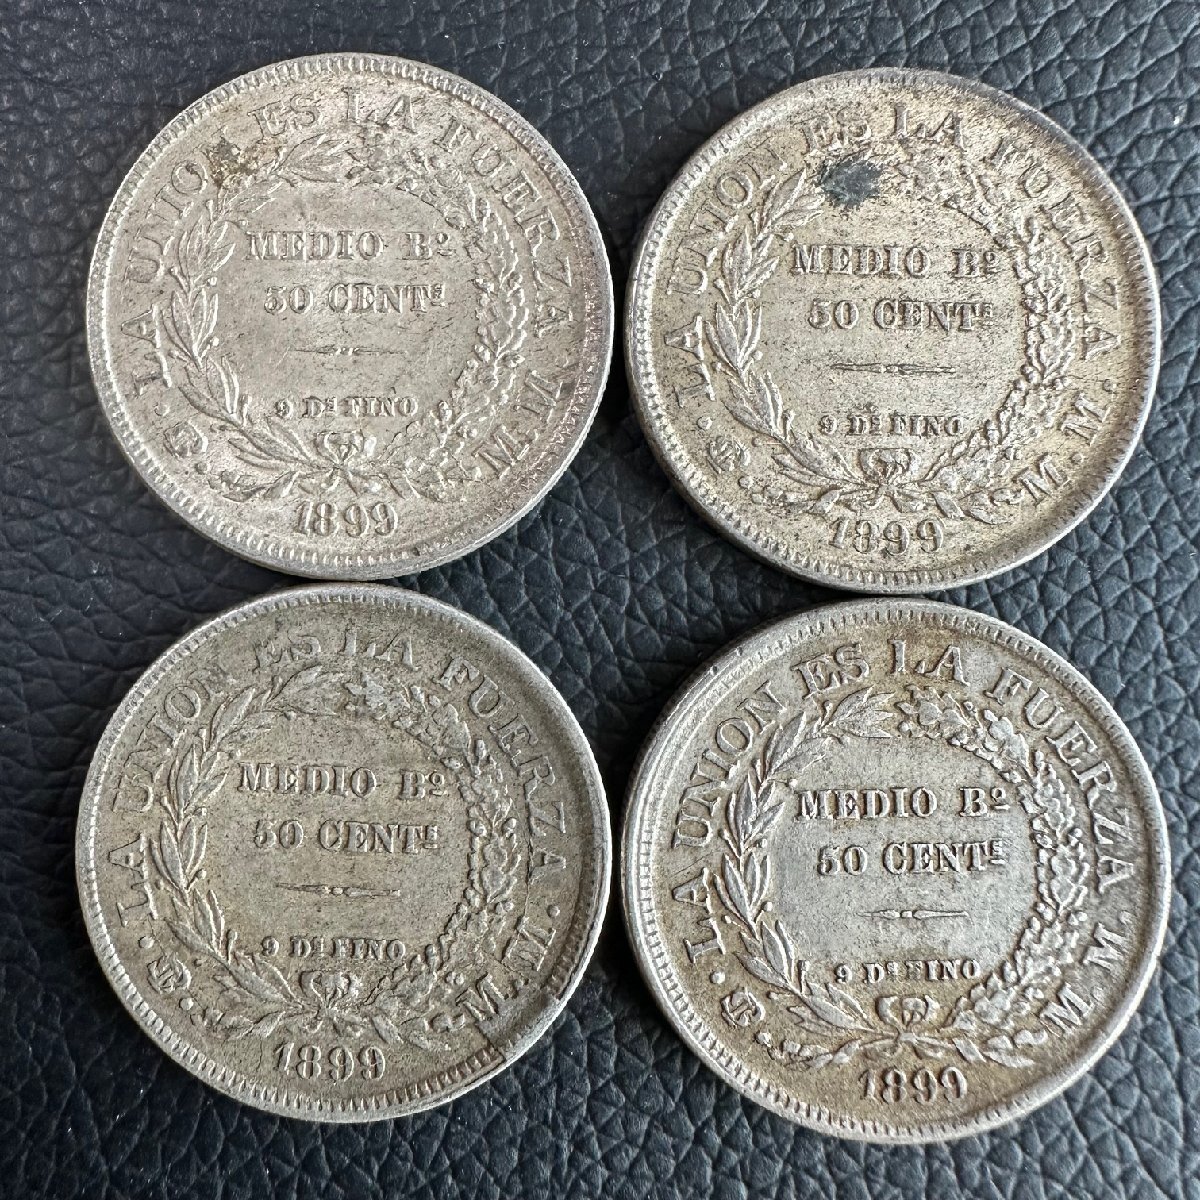 LA UNION ES LA FUERZA · M. M.
MEDIO Bº
50 CENTS
9 DS FINO
1899
LA UNION ES LA FUERZA · M · M ·
MEDIO Bº
50 CENTS
9 DS FINO
1899
LA UNION ES LA FUERZA · M. M.
MEDIO Bº
50 CENTS
9 DS FINO
1899
LA UNION ES LA FUERZA · M. M.
MEDIO Bº
50 CENTS
9 DS FINO
1899